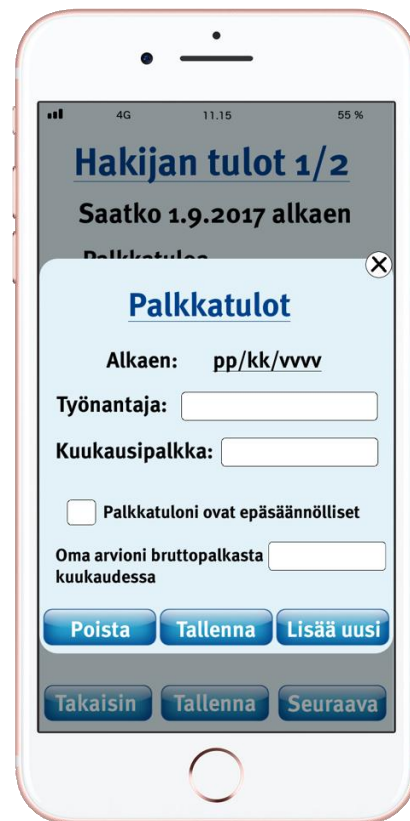 4G 11.15 55 %
Hakijan tulot 1/2
Saatko 1.9.2017 alkaen
Palkkatuloa
Palkkatulot
Alkaen: pp/kk/vvvv
Työnantaja:
Kuukausipalkka:
Palkkatuloni ovat epäsäännölliset
Oma arvioni bruttopalkasta
kuukaudessa
Poista Tallenna Lisää uusi
Takaisin Tallenna Seuraava